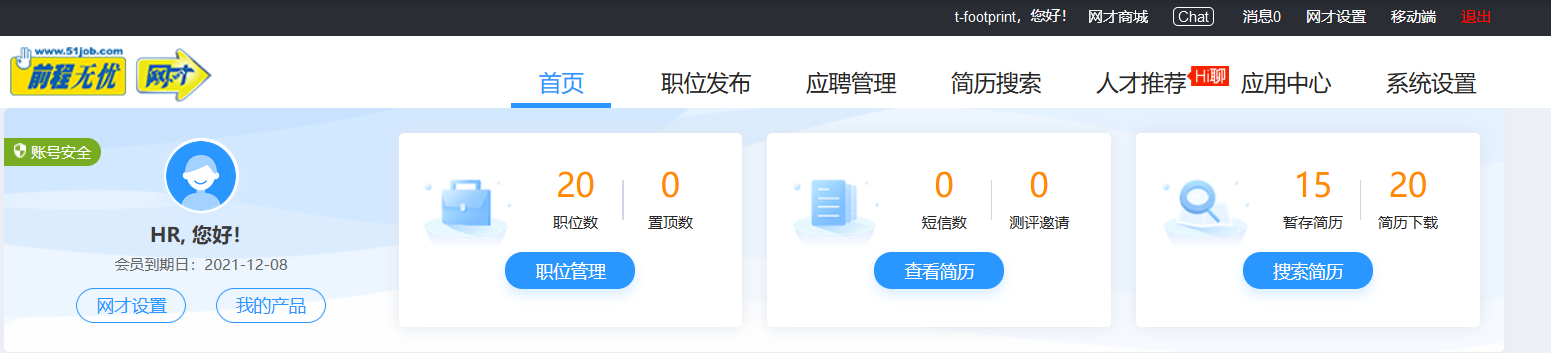 t-footprint，您好！ 网才商城 Chat 消息0 网才设置 移动端 退出
www.51job.com
前程无忧 网才
首页 职位发布 应聘管理 简历搜索 人才推荐 Hi聊 应用中心 系统设置
账号安全
HR, 您好！
会员到期日：2021-12-08
网才设置 我的产品
20 0
职位数 置顶数
职位管理
0 0
短信数 测评邀请
查看简历
15 20
暂存简历 简历下载
搜索简历